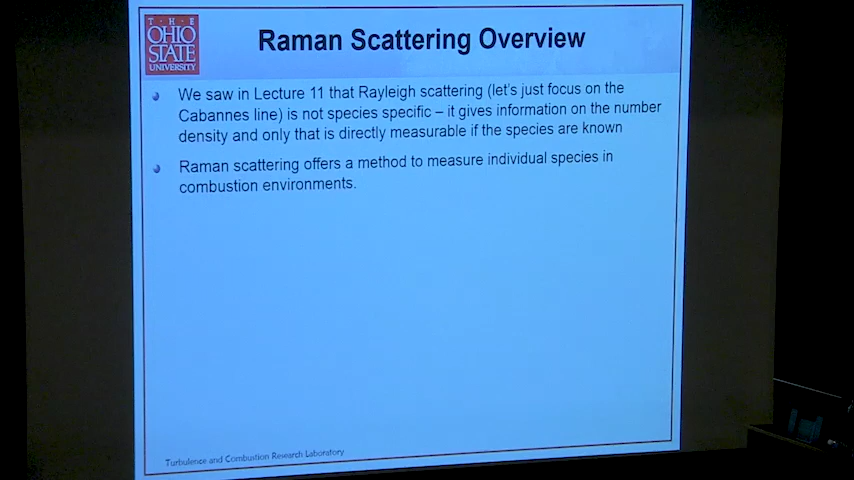 THE
OHIO
STATE
UNIVERSITY
Raman Scattering Overview
We saw in Lecture 11 that Rayleigh scattering (let's just focus on the
Cabannes line) is not species specific – it gives information on the number
density and only that is directly measurable if the species are known
Raman scattering offers a method to measure individual species in
combustion environments.
Turbulence and Combustion Research Laboratory